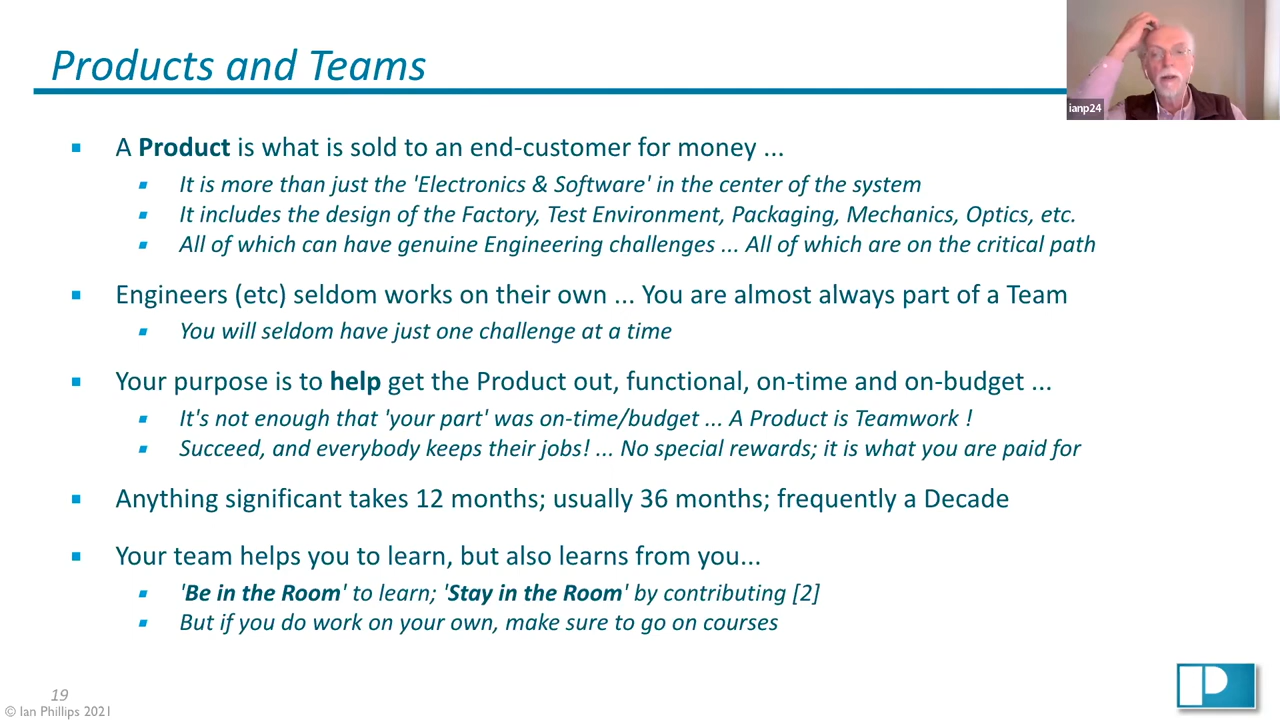 Products and Teams
ianp24
A Product is what is sold to an end-customer for money ...
It is more than just the 'Electronics & Software' in the center of the system
It includes the design of the Factory, Test Environment, Packaging, Mechanics, Optics, etc.
All of which can have genuine Engineering challenges ... All of which are on the critical path
Engineers (etc) seldom works on their own ... You are almost always part of a Team
You will seldom have just one challenge at a time
Your purpose is to help get the Product out, functional, on-time and on-budget ...
It's not enough that 'your part' was on-time/budget ... A Product is Teamwork !
Succeed, and everybody keeps their jobs! ... No special rewards; it is what you are paid for
Anything significant takes 12 months; usually 36 months; frequently a Decade
Your team helps you to learn, but also learns from you...
'Be in the Room' to learn; 'Stay in the Room' by contributing [2]
But if you do work on your own, make sure to go on courses
19
© Ian Phillips 2021
P